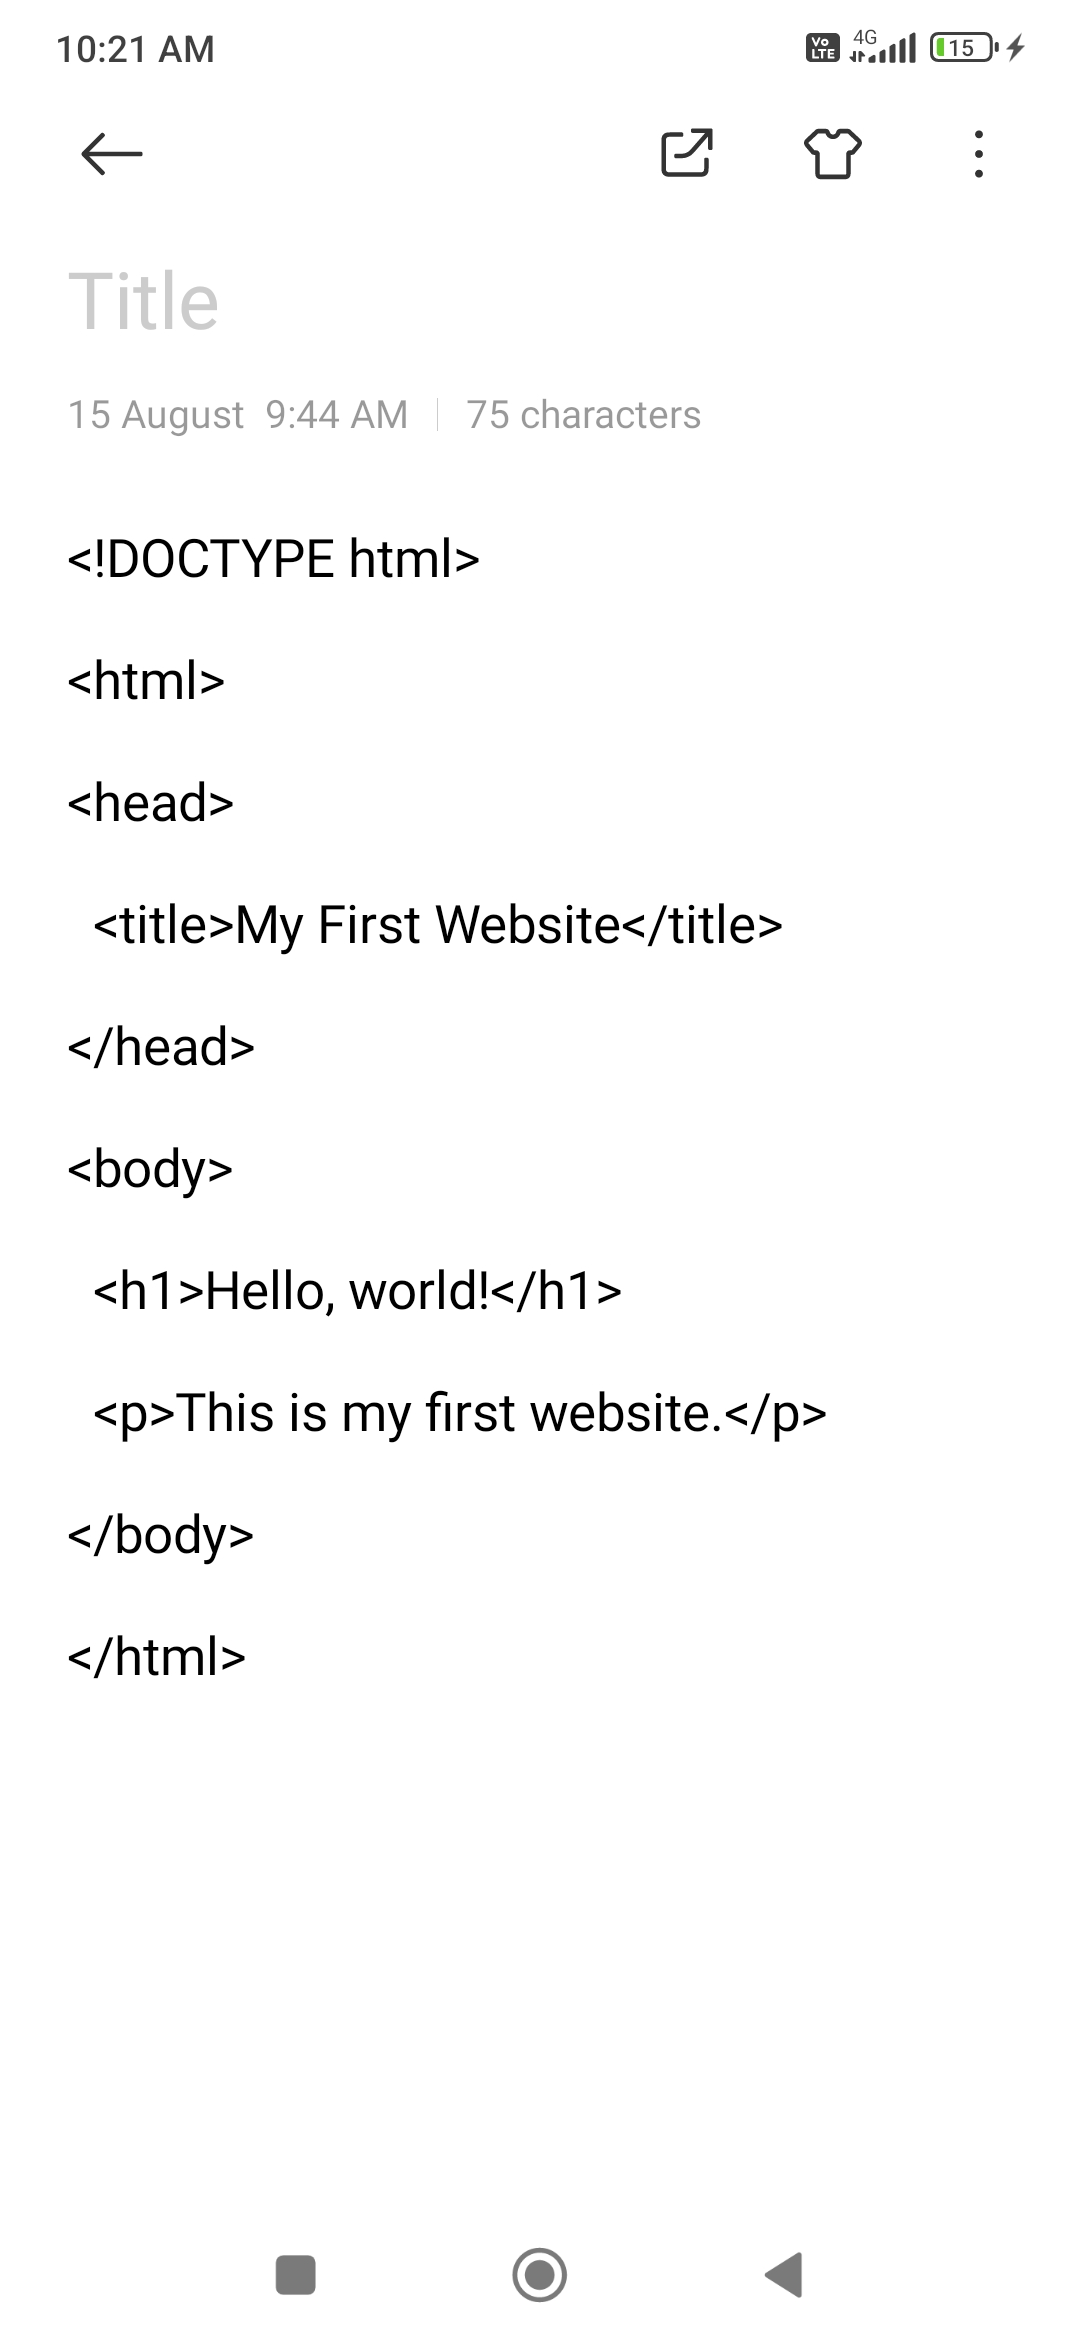 10:21 AM Vo LTE 4G 15
Title
15 August 9:44 AM | 75 characters
<!DOCTYPE html>
<html>
<head>
  <title>My First Website</title>
</head>
<body>
  <h1>Hello, world!</h1>
  <p>This is my first website.</p>
</body>
</html>